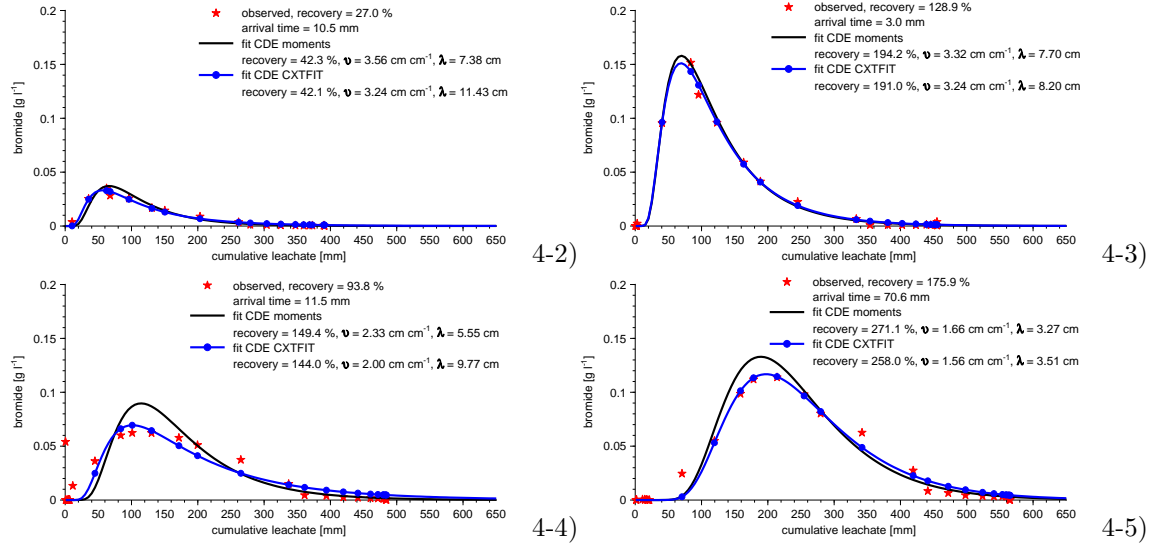 observed, recovery = 27.0 %
arrival time = 10.5 mm
fit CDE moments
recovery = 42.3 %, υ = 3.56 cm cm⁻¹, λ = 7.38 cm
fit CDE CXTFIT
recovery = 42.1 %, υ = 3.24 cm cm⁻¹, λ = 11.43 cm
bromide [g l⁻¹]
0.2
0.15
0.1
0.05
0
0 50 100 150 200 250 300 350 400 450 500 550 600 650
cumulative leachate [mm]
4-2)
observed, recovery = 128.9 %
arrival time = 3.0 mm
fit CDE moments
recovery = 194.2 %, υ = 3.32 cm cm⁻¹, λ = 7.70 cm
fit CDE CXTFIT
recovery = 191.0 %, υ = 3.24 cm cm⁻¹, λ = 8.20 cm
bromide [g l⁻¹]
0.2
0.15
0.1
0.05
0
0 50 100 150 200 250 300 350 400 450 500 550 600 650
cumulative leachate [mm]
4-3)
observed, recovery = 93.8 %
arrival time = 11.5 mm
fit CDE moments
recovery = 149.4 %, υ = 2.33 cm cm⁻¹, λ = 5.55 cm
fit CDE CXTFIT
recovery = 144.0 %, υ = 2.00 cm cm⁻¹, λ = 9.77 cm
bromide [g l⁻¹]
0.2
0.15
0.1
0.05
0
0 50 100 150 200 250 300 350 400 450 500 550 600 650
cumulative leachate [mm]
4-4)
observed, recovery = 175.9 %
arrival time = 70.6 mm
fit CDE moments
recovery = 271.1 %, υ = 1.66 cm cm⁻¹, λ = 3.27 cm
fit CDE CXTFIT
recovery = 258.0 %, υ = 1.56 cm cm⁻¹, λ = 3.51 cm
bromide [g l⁻¹]
0.2
0.15
0.1
0.05
0
0 50 100 150 200 250 300 350 400 450 500 550 600 650
cumulative leachate [mm]
4-5)